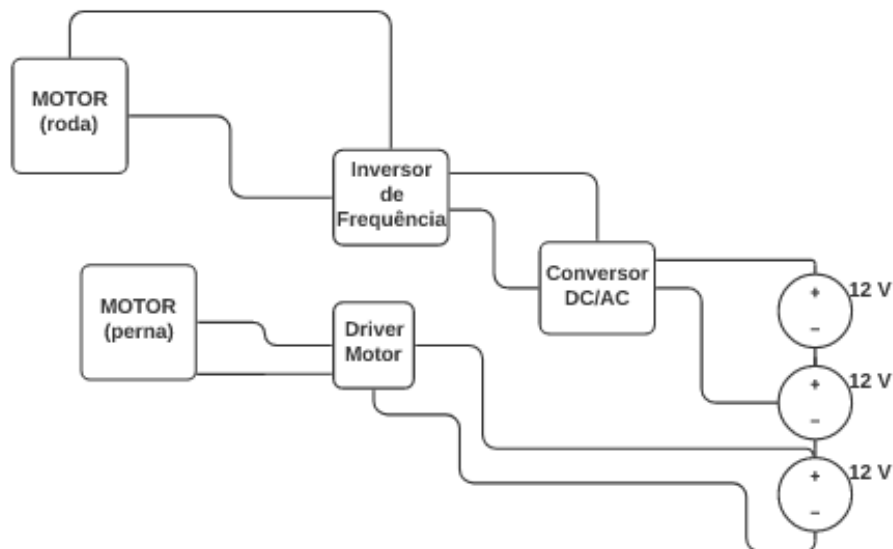 MOTOR
(roda)
Inversor
de
Frequência
Conversor
DC/AC
+
12 V
–
MOTOR
(perna)
Driver
Motor
+
12 V
–
+
12 V
–